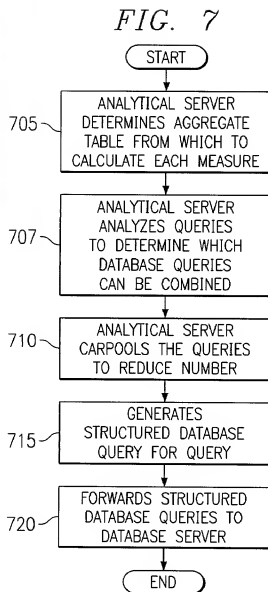 FIG. 7
START
705
ANALYTICAL SERVER
DETERMINES AGGREGATE
TABLE FROM WHICH TO
CALCULATE EACH MEASURE
707
ANALYTICAL SERVER
ANALYZES QUERIES
TO DETERMINE WHICH
DATABASE QUERIES
CAN BE COMBINED
710
ANALYTICAL SERVER
CARPOOLS THE QUERIES
TO REDUCE NUMBER
715
GENERATES
STRUCTURED DATABASE
QUERY FOR QUERY
720
FORWARDS STRUCTURED
DATABASE QUERIES TO
DATABASE SERVER
END